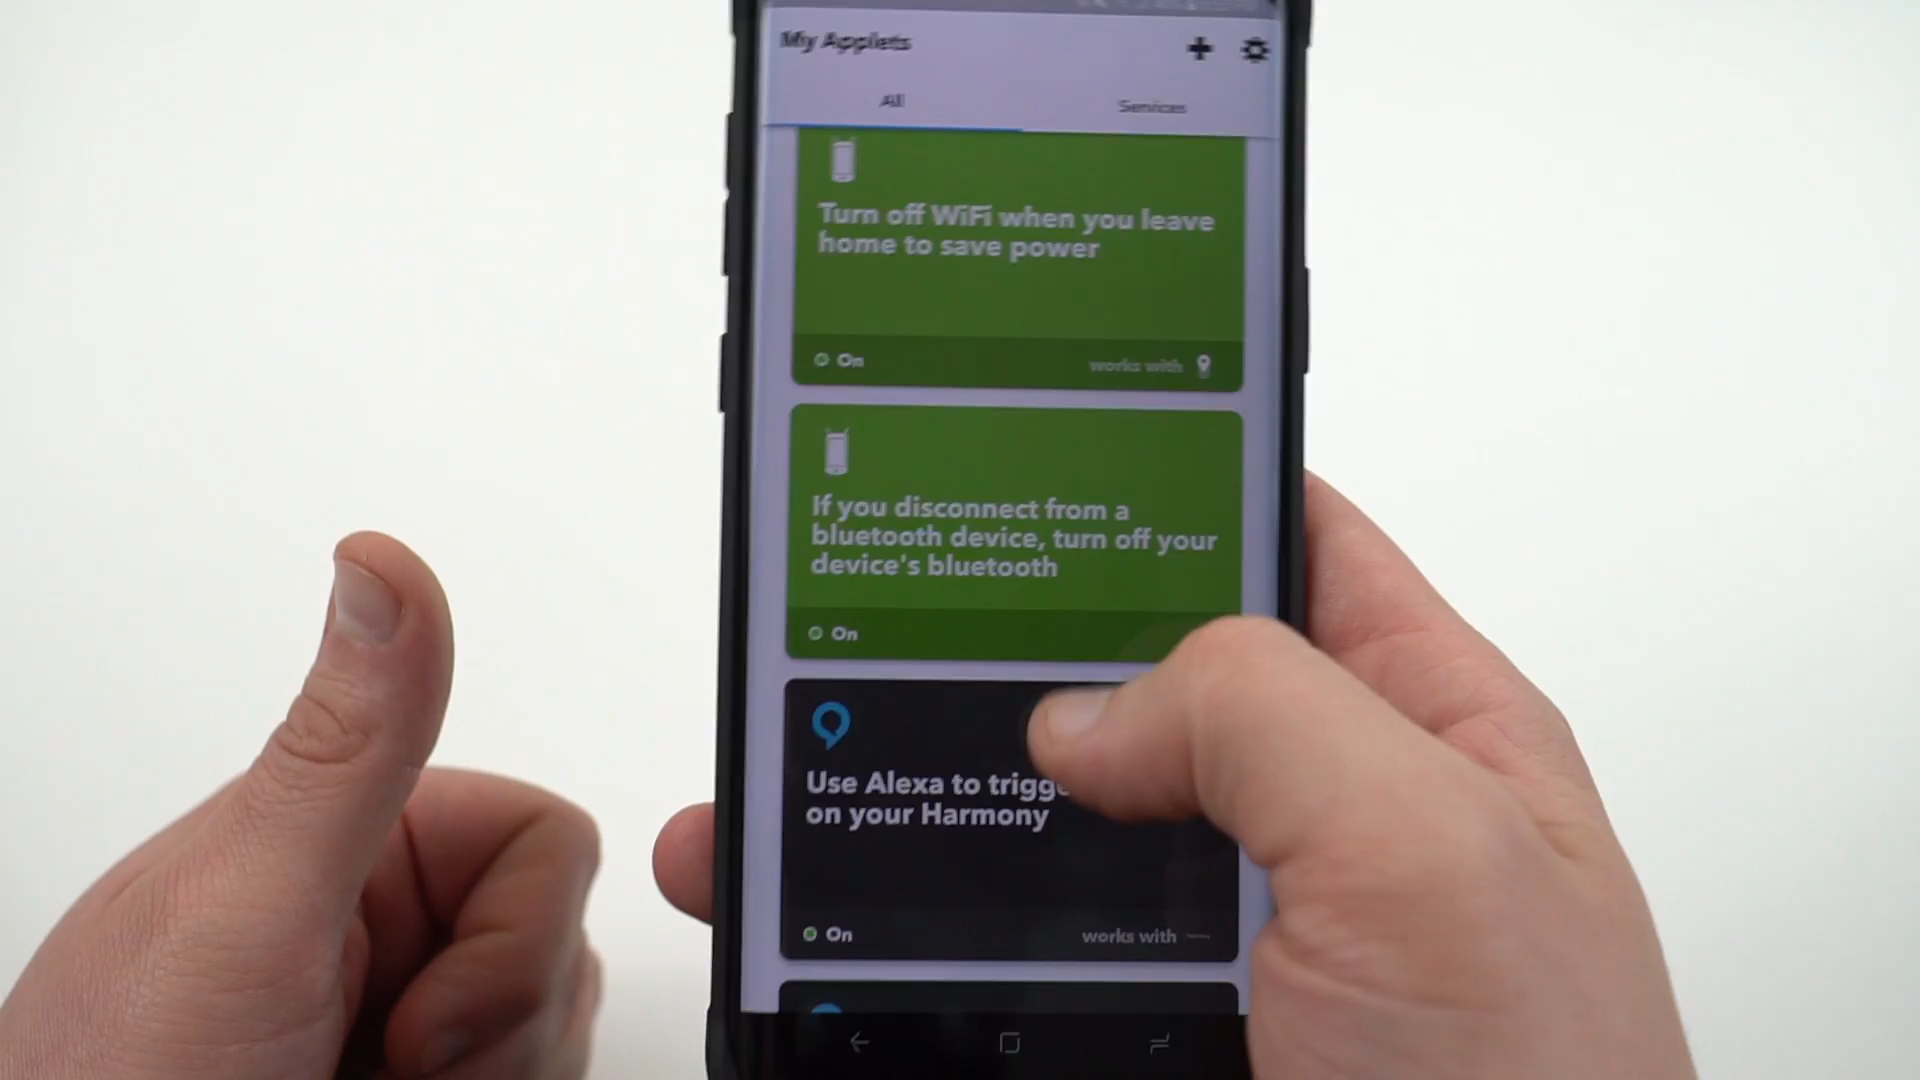 My Applets
All
Services
Turn off WiFi when you leave
home to save power
On
works with
If you disconnect from a
bluetooth device, turn off your
device's bluetooth
On
Use Alexa to
on your Harmony
On
works with